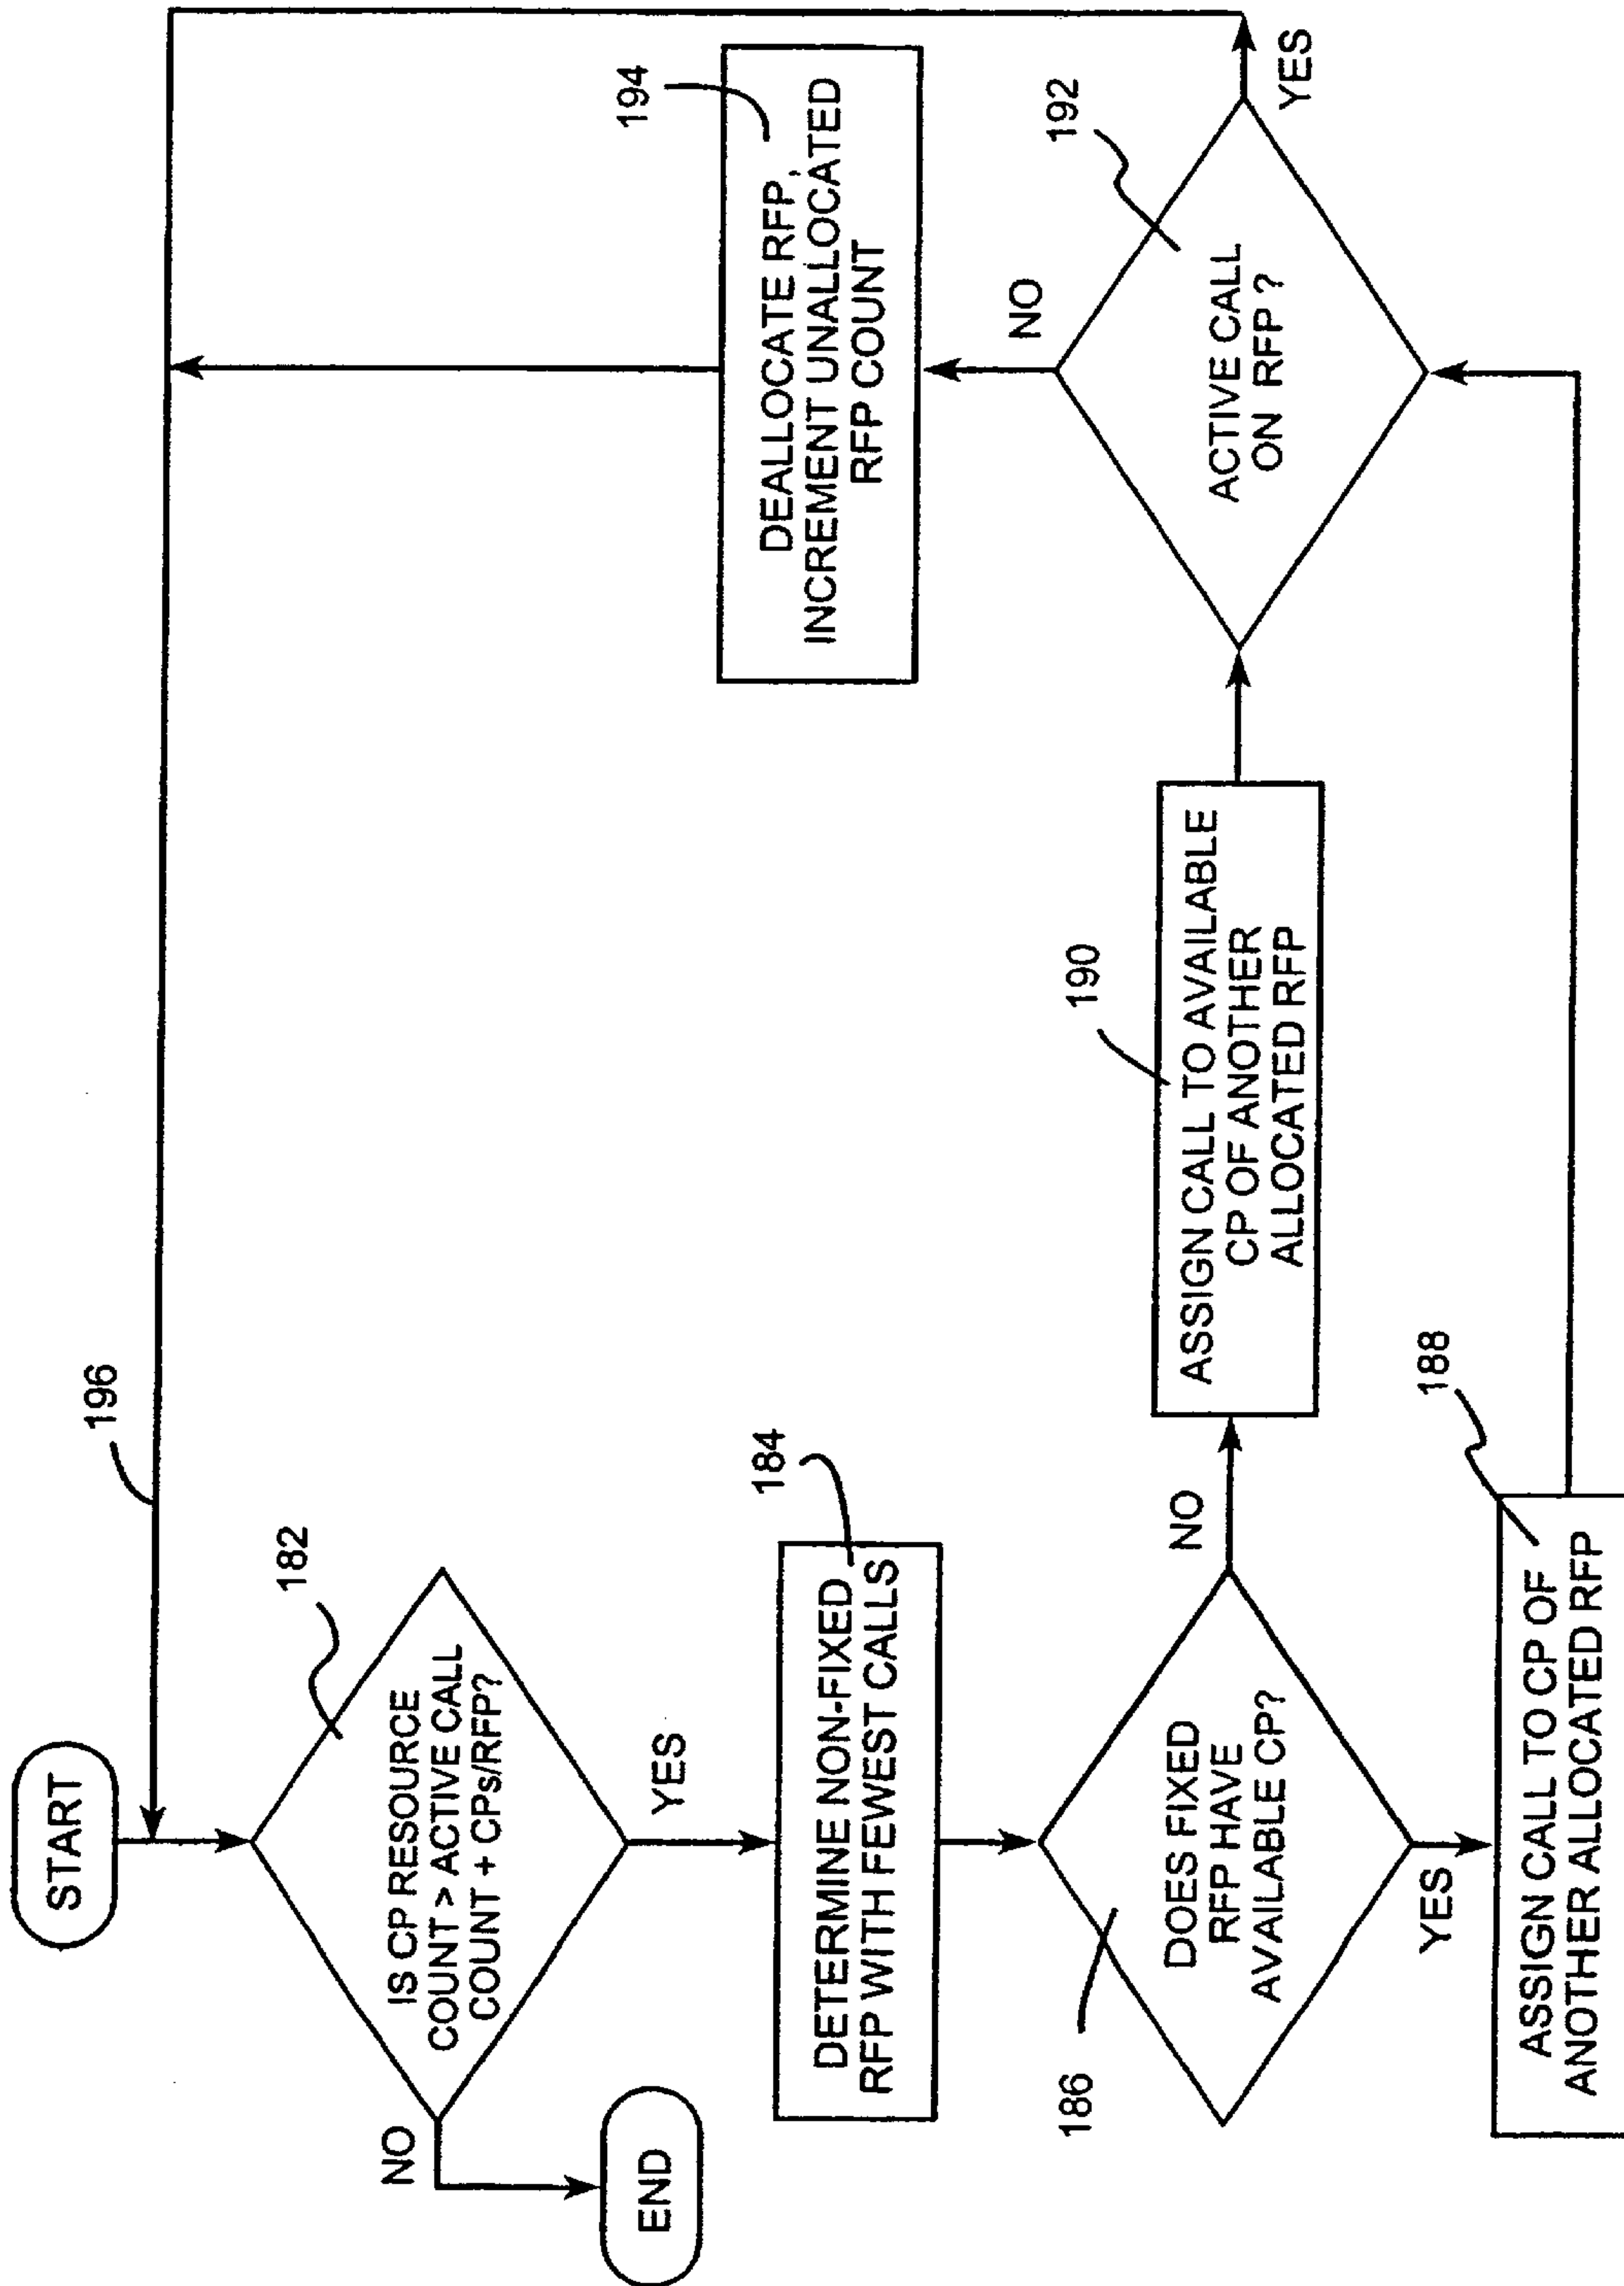 START
196
182
IS CP RESOURCE
COUNT > ACTIVE CALL
COUNT + CPs/RFP?
NO
END
YES
184
DETERMINE NON-FIXED
RFP WITH FEWEST CALLS
186
DOES FIXED
RFP HAVE
AVAILABLE CP?
YES
NO
188
ASSIGN CALL TO CP OF
ANOTHER ALLOCATED RFP
190
ASSIGN CALL TO AVAILABLE
CP OF ANOTHER
ALLOCATED RFP
192
ACTIVE CALL
ON RFP ?
NO
YES
194
DEALLOCATE RFP,
INCREMENT UNALLOCATED
RFP COUNT